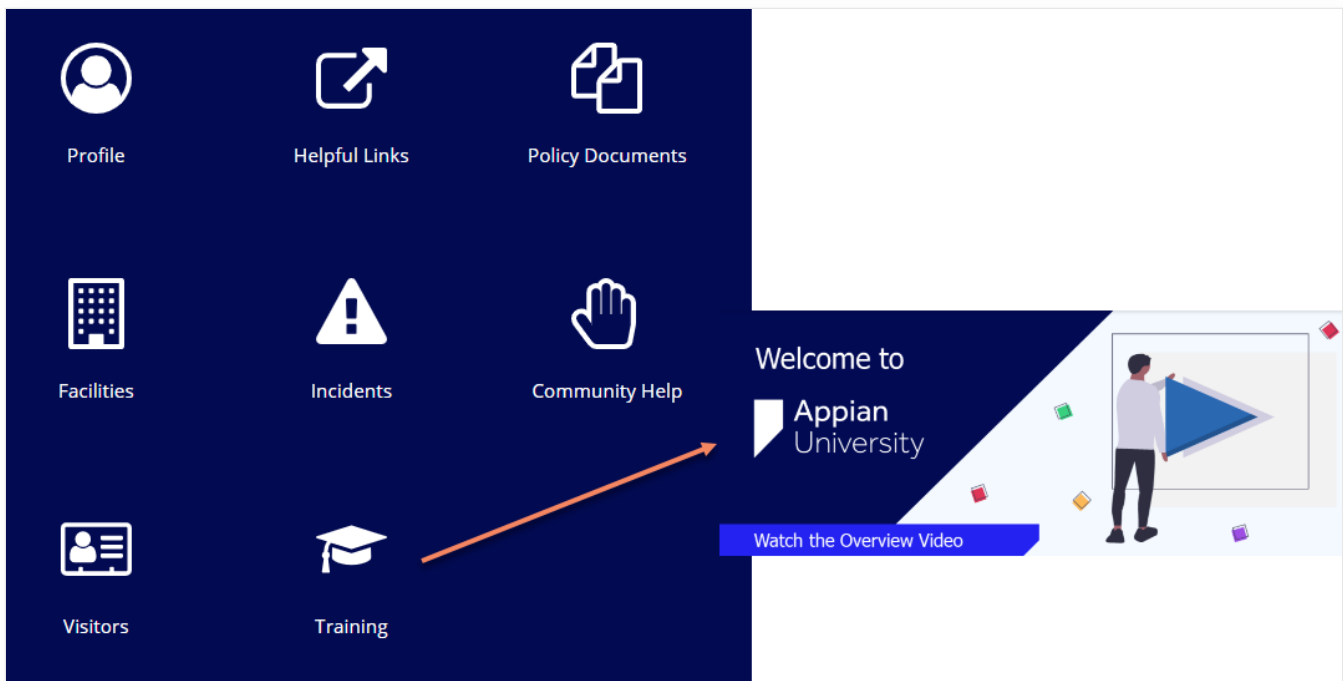 Profile
Helpful Links
Policy Documents
Facilities
Incidents
Community Help
Visitors
Training
Welcome to
Appian
University
Watch the Overview Video